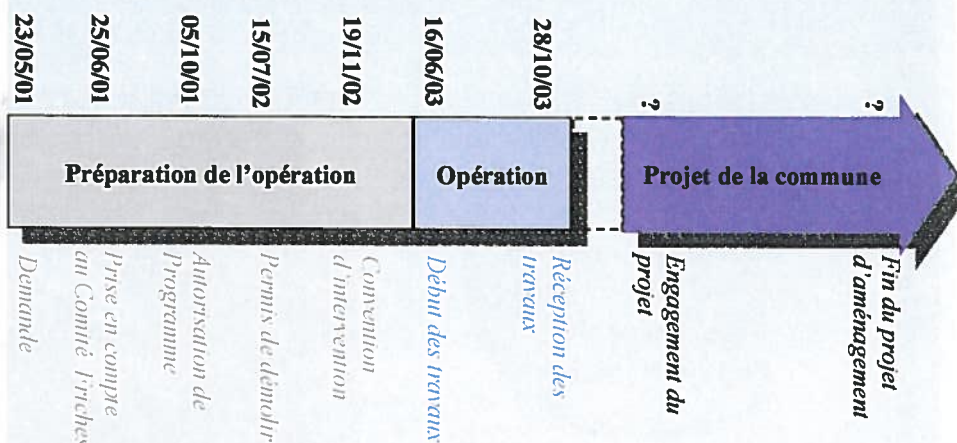 23/05/01
25/06/01
05/10/01
15/07/02
19/11/02
16/06/03
28/10/03
?
?
Préparation de l'opération
Opération
Projet de la commune
Demande
Prise en compte
au Comité Friches
Autorisation de
Programme
Permis de démolir
Convention
d'intervention
Début des travaux
Réception des
travaux
Engagement du
projet
Fin du projet
d'aménagement